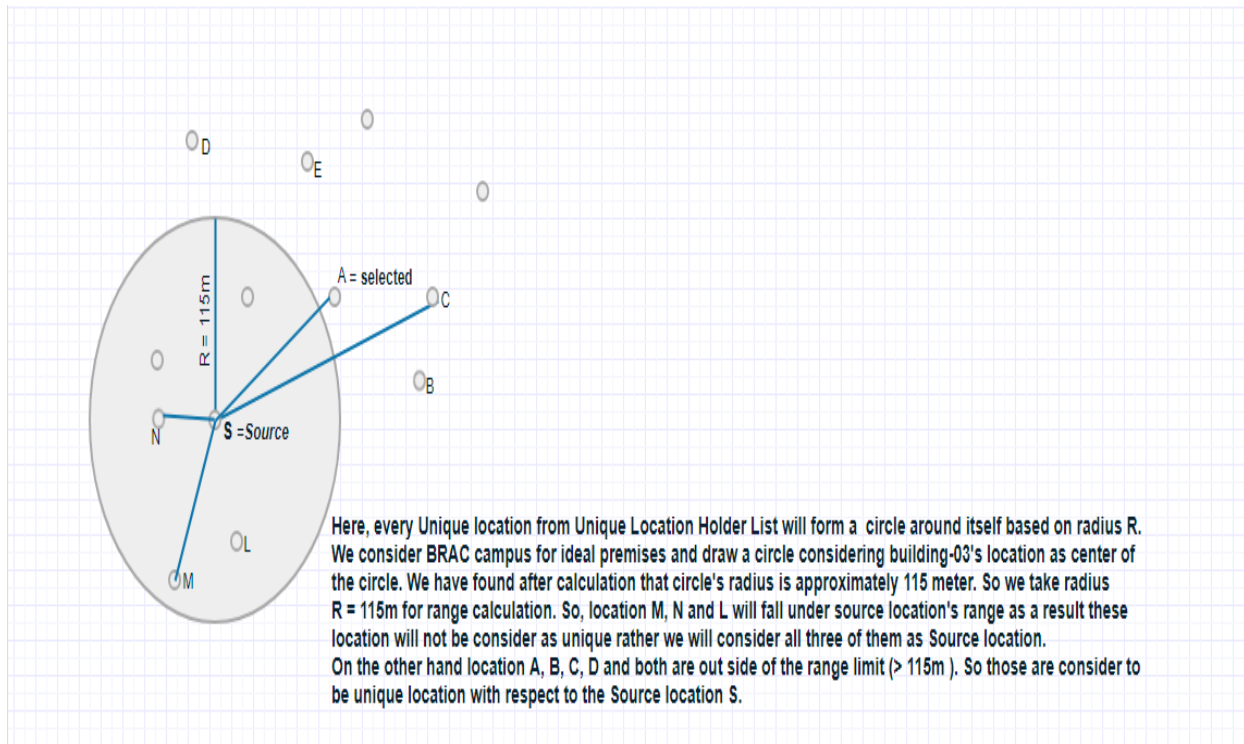 D
E
A = selected
C
R = 115m
B
N
S =Source
L
M
Here, every Unique location from Unique Location Holder List will form a circle around itself based on radius R.
We consider BRAC campus for ideal premises and draw a circle considering building-03's location as center of
the circle. We have found after calculation that circle's radius is approximately 115 meter. So we take radius
R = 115m for range calculation. So, location M, N and L will fall under source location's range as a result these
location will not be consider as unique rather we will consider all three of them as Source location.
On the other hand location A, B, C, D and both are out side of the range limit (> 115m ). So those are consider to
be unique location with respect to the Source location S.